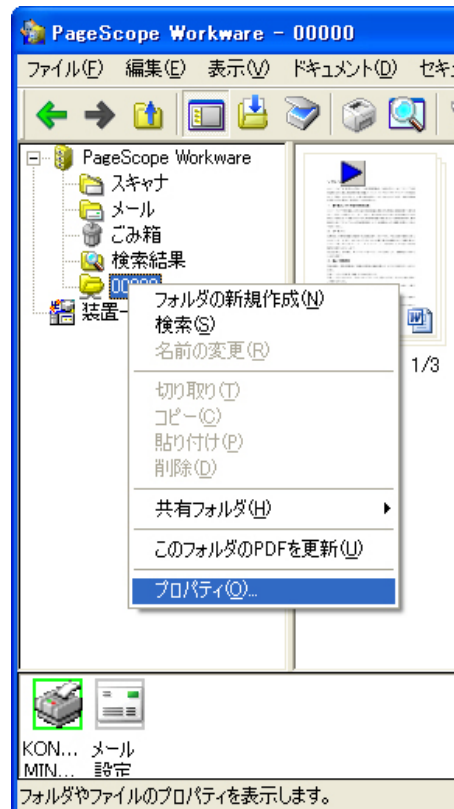 PageScope Workware - 00000
ファイル(F) 編集(E) 表示(V) ドキュメント(D) セキ
PageScope Workware
スキャナ
メール
ごみ箱
検索結果
00000
装置
フォルダの新規作成(N)
検索(S)
名前の変更(R)
切り取り(T)
コピー(C)
貼り付け(P)
削除(D)
共有フォルダ(H)
このフォルダのPDFを更新(U)
プロパティ(O)...
1/3
KON... メール
MIN... 設定
フォルダやファイルのプロパティを表示します。